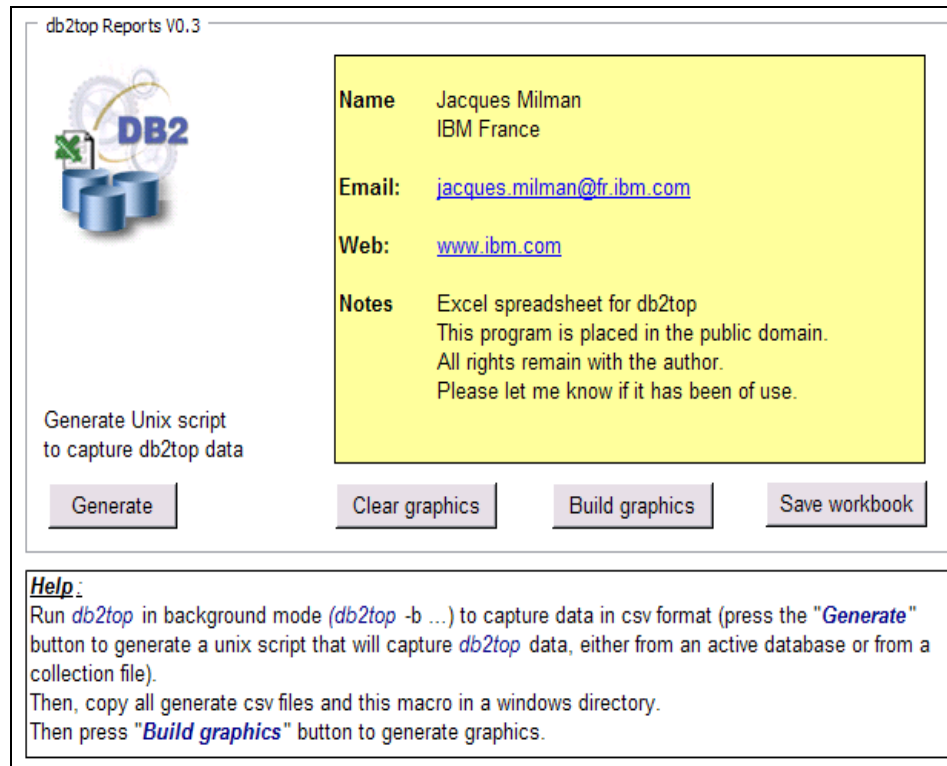 db2top Reports V0.3
DB2
Name Jacques Milman
IBM France
Email: jacques.milman@fr.ibm.com
Web: www.ibm.com
Notes Excel spreadsheet for db2top
This program is placed in the public domain.
All rights remain with the author.
Please let me know if it has been of use.
Generate Unix script
to capture db2top data
Generate
Clear graphics
Build graphics
Save workbook
Help :
Run db2top in background mode (db2top -b ...) to capture data in csv format (press the "Generate"
button to generate a unix script that will capture db2top data, either from an active database or from a
collection file).
Then, copy all generate csv files and this macro in a windows directory.
Then press "Build graphics" button to generate graphics.